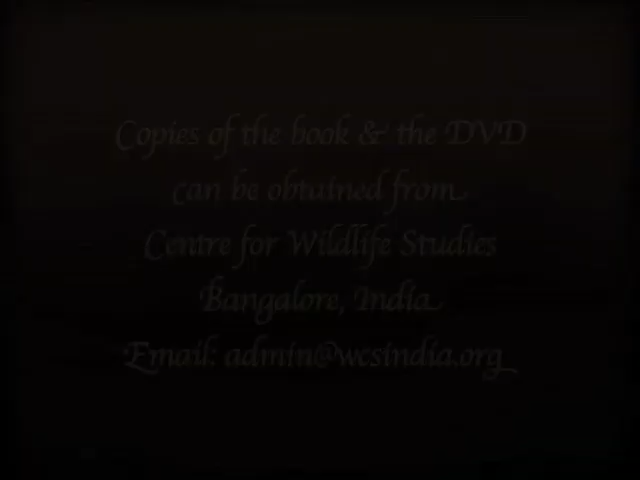 Copies of the book & the DVD
can be obtained from
Centre for Wildlife Studies
Bangalore, India
Email: admin@wcsindia.org